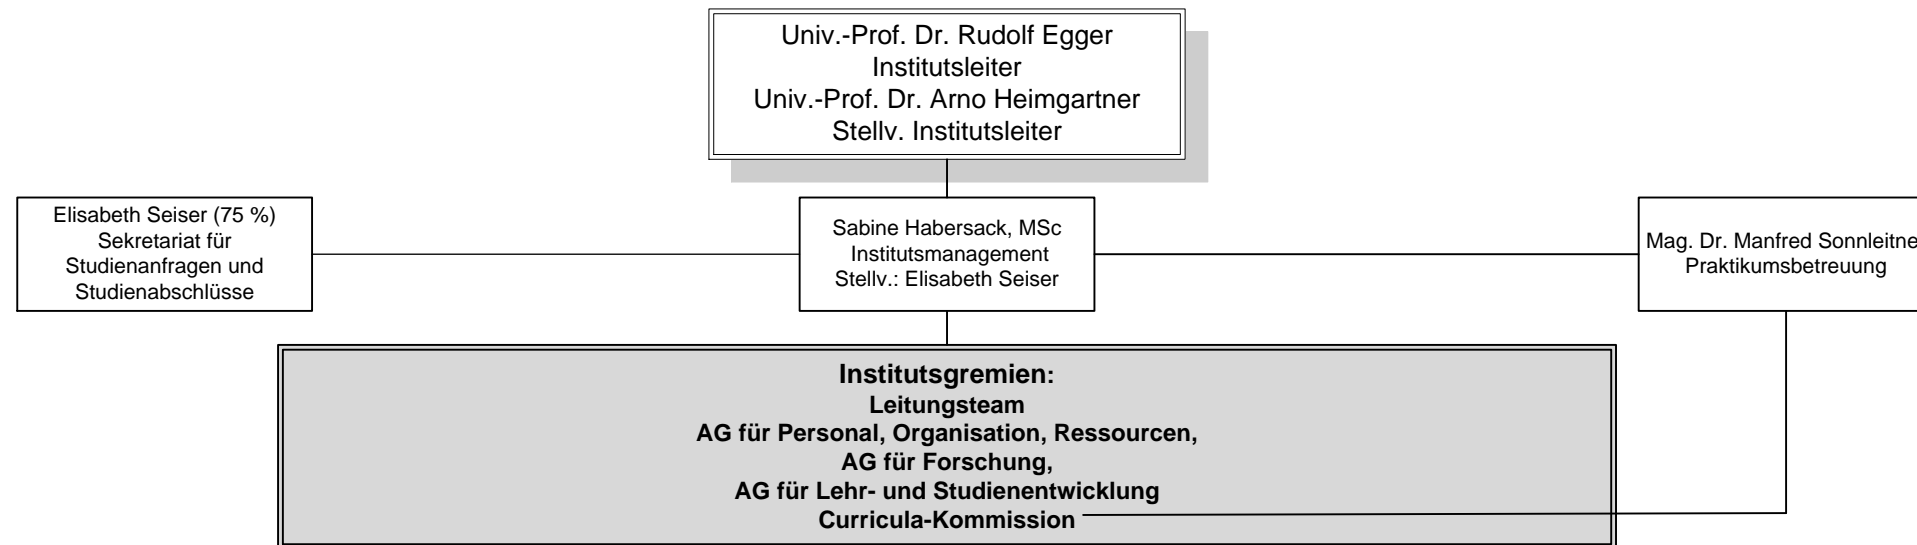 Univ.-Prof. Dr. Rudolf Egger
Institutsleiter
Univ.-Prof. Dr. Arno Heimgartner
Stellv. Institutsleiter
Elisabeth Seiser (75 %)
Sekretariat für
Studienanfragen und
Studienabschlüsse
Sabine Habersack, MSc
Institutsmanagement
Stellv.: Elisabeth Seiser
Mag. Dr. Manfred Sonnleitne
Praktikumsbetreuung
Institutsgremien:
Leitungsteam
AG für Personal, Organisation, Ressourcen,
AG für Forschung,
AG für Lehr- und Studienentwicklung
Curricula-Kommission